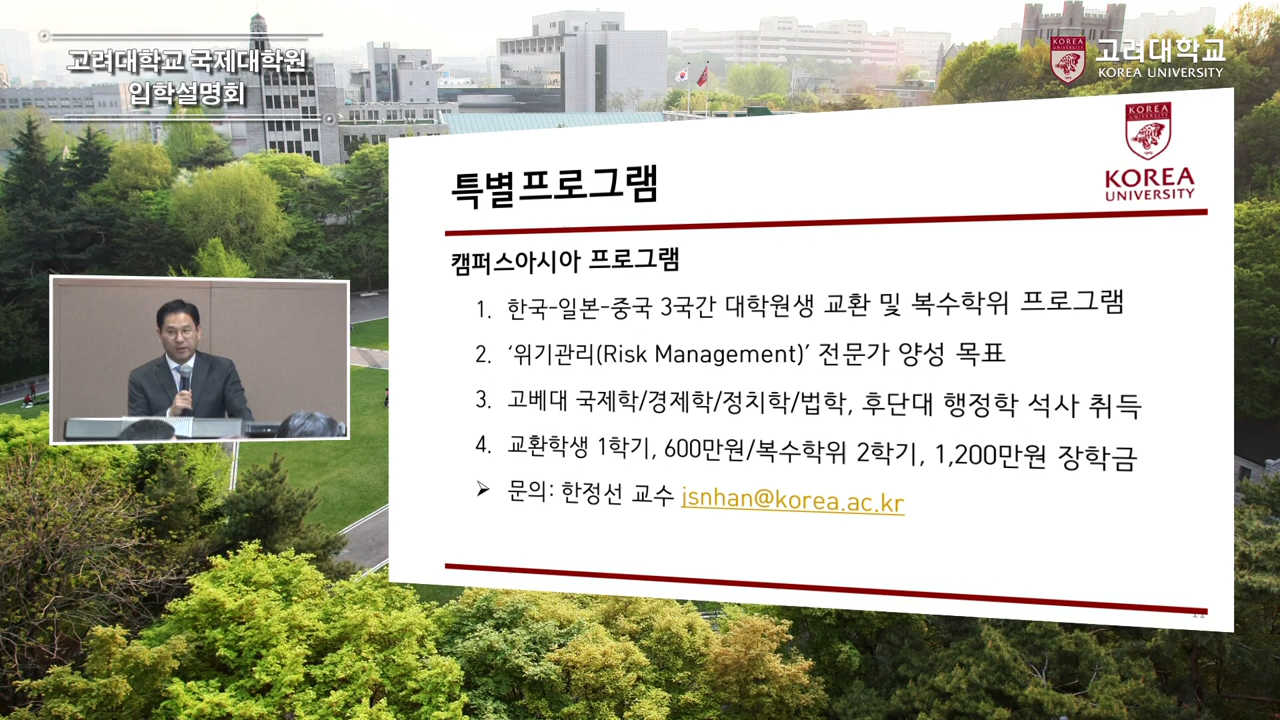 고려대학교 국제대학원
입학설명회
KOREA
고려대학교
KOREA UNIVERSITY
KOREA
UNIVERSITY
KOREA
UNIVERSITY
특별프로그램
캠퍼스아시아 프로그램
1. 한국-일본-중국 3국간 대학원생 교환 및 복수학위 프로그램
2. ‘위기관리(Risk Management)’ 전문가 양성 목표
3. 고베대 국제학/경제학/정치학/법학, 후단대 행정학 석사 취득
4. 교환학생 1학기, 600만원/복수학위 2학기, 1,200만원 장학금
➢ 문의: 한정선 교수 jsnhan@korea.ac.kr